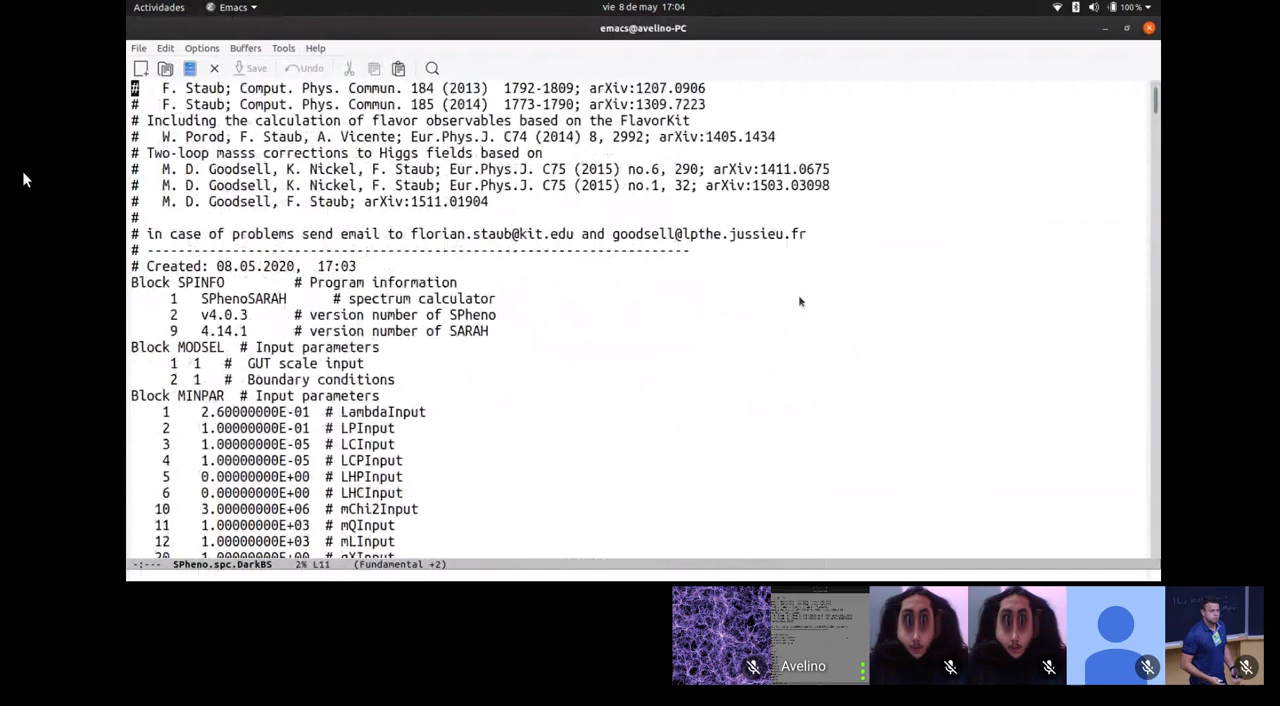 Actividades Emacs vie 8 de may 17:04 100 %
emacs@avelino-PC
File Edit Options Buffers Tools Help
Save Undo
# F. Staub; Comput. Phys. Commun. 184 (2013) 1792-1809; arXiv:1207.0906
# F. Staub; Comput. Phys. Commun. 185 (2014) 1773-1790; arXiv:1309.7223
# Including the calculation of flavor observables based on the FlavorKit
# W. Porod, F. Staub, A. Vicente; Eur.Phys.J. C74 (2014) 8, 2992; arXiv:1405.1434
# Two-loop masss corrections to Higgs fields based on
# M. D. Goodsell, K. Nickel, F. Staub; Eur.Phys.J. C75 (2015) no.6, 290; arXiv:1411.0675
# M. D. Goodsell, K. Nickel, F. Staub; Eur.Phys.J. C75 (2015) no.1, 32; arXiv:1503.03098
# M. D. Goodsell, F. Staub; arXiv:1511.01904
#
# in case of problems send email to florian.staub@kit.edu and goodsell@lpthe.jussieu.fr
# ----------------------------------------------------------------------
# Created: 08.05.2020, 17:03
Block SPINFO # Program information
1 SPhenoSARAH # spectrum calculator
2 v4.0.3 # version number of SPheno
9 4.14.1 # version number of SARAH
Block MODSEL # Input parameters
1 1 # GUT scale input
2 1 # Boundary conditions
Block MINPAR # Input parameters
1 2.60000000E-01 # LambdaInput
2 1.00000000E-01 # LPInput
3 1.00000000E-05 # LCInput
4 1.00000000E-05 # LCPInput
5 0.00000000E+00 # LHPInput
6 0.00000000E+00 # LHCInput
10 3.00000000E+06 # mChi2Input
11 1.00000000E+03 # mQInput
12 1.00000000E+03 # mLInput
20 1.00000000E+00 # gXInput
-:--- SPheno.spc.DarkBS 2% L11 (Fundamental +2)
Avelino